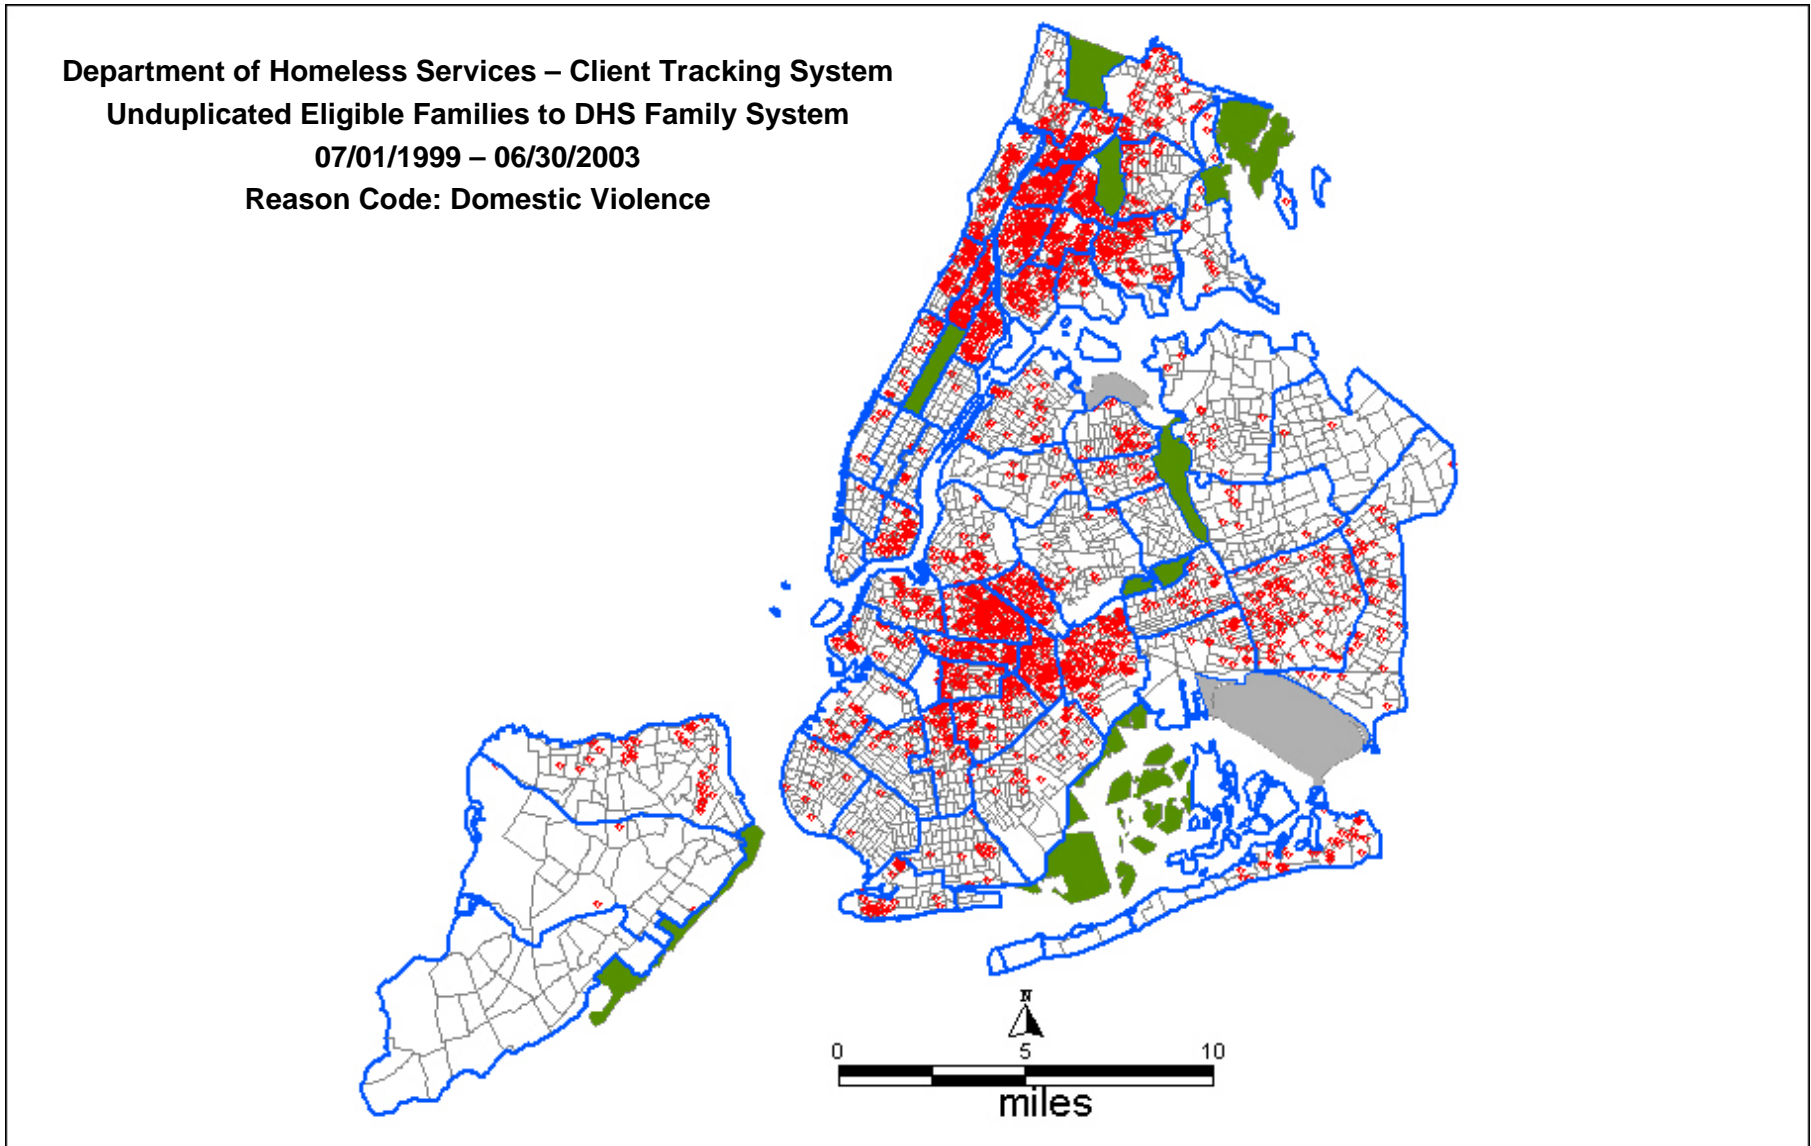 Department of Homeless Services – Client Tracking System
Unduplicated Eligible Families to DHS Family System
07/01/1999 – 06/30/2003
Reason Code: Domestic Violence
N
0 5 10
miles